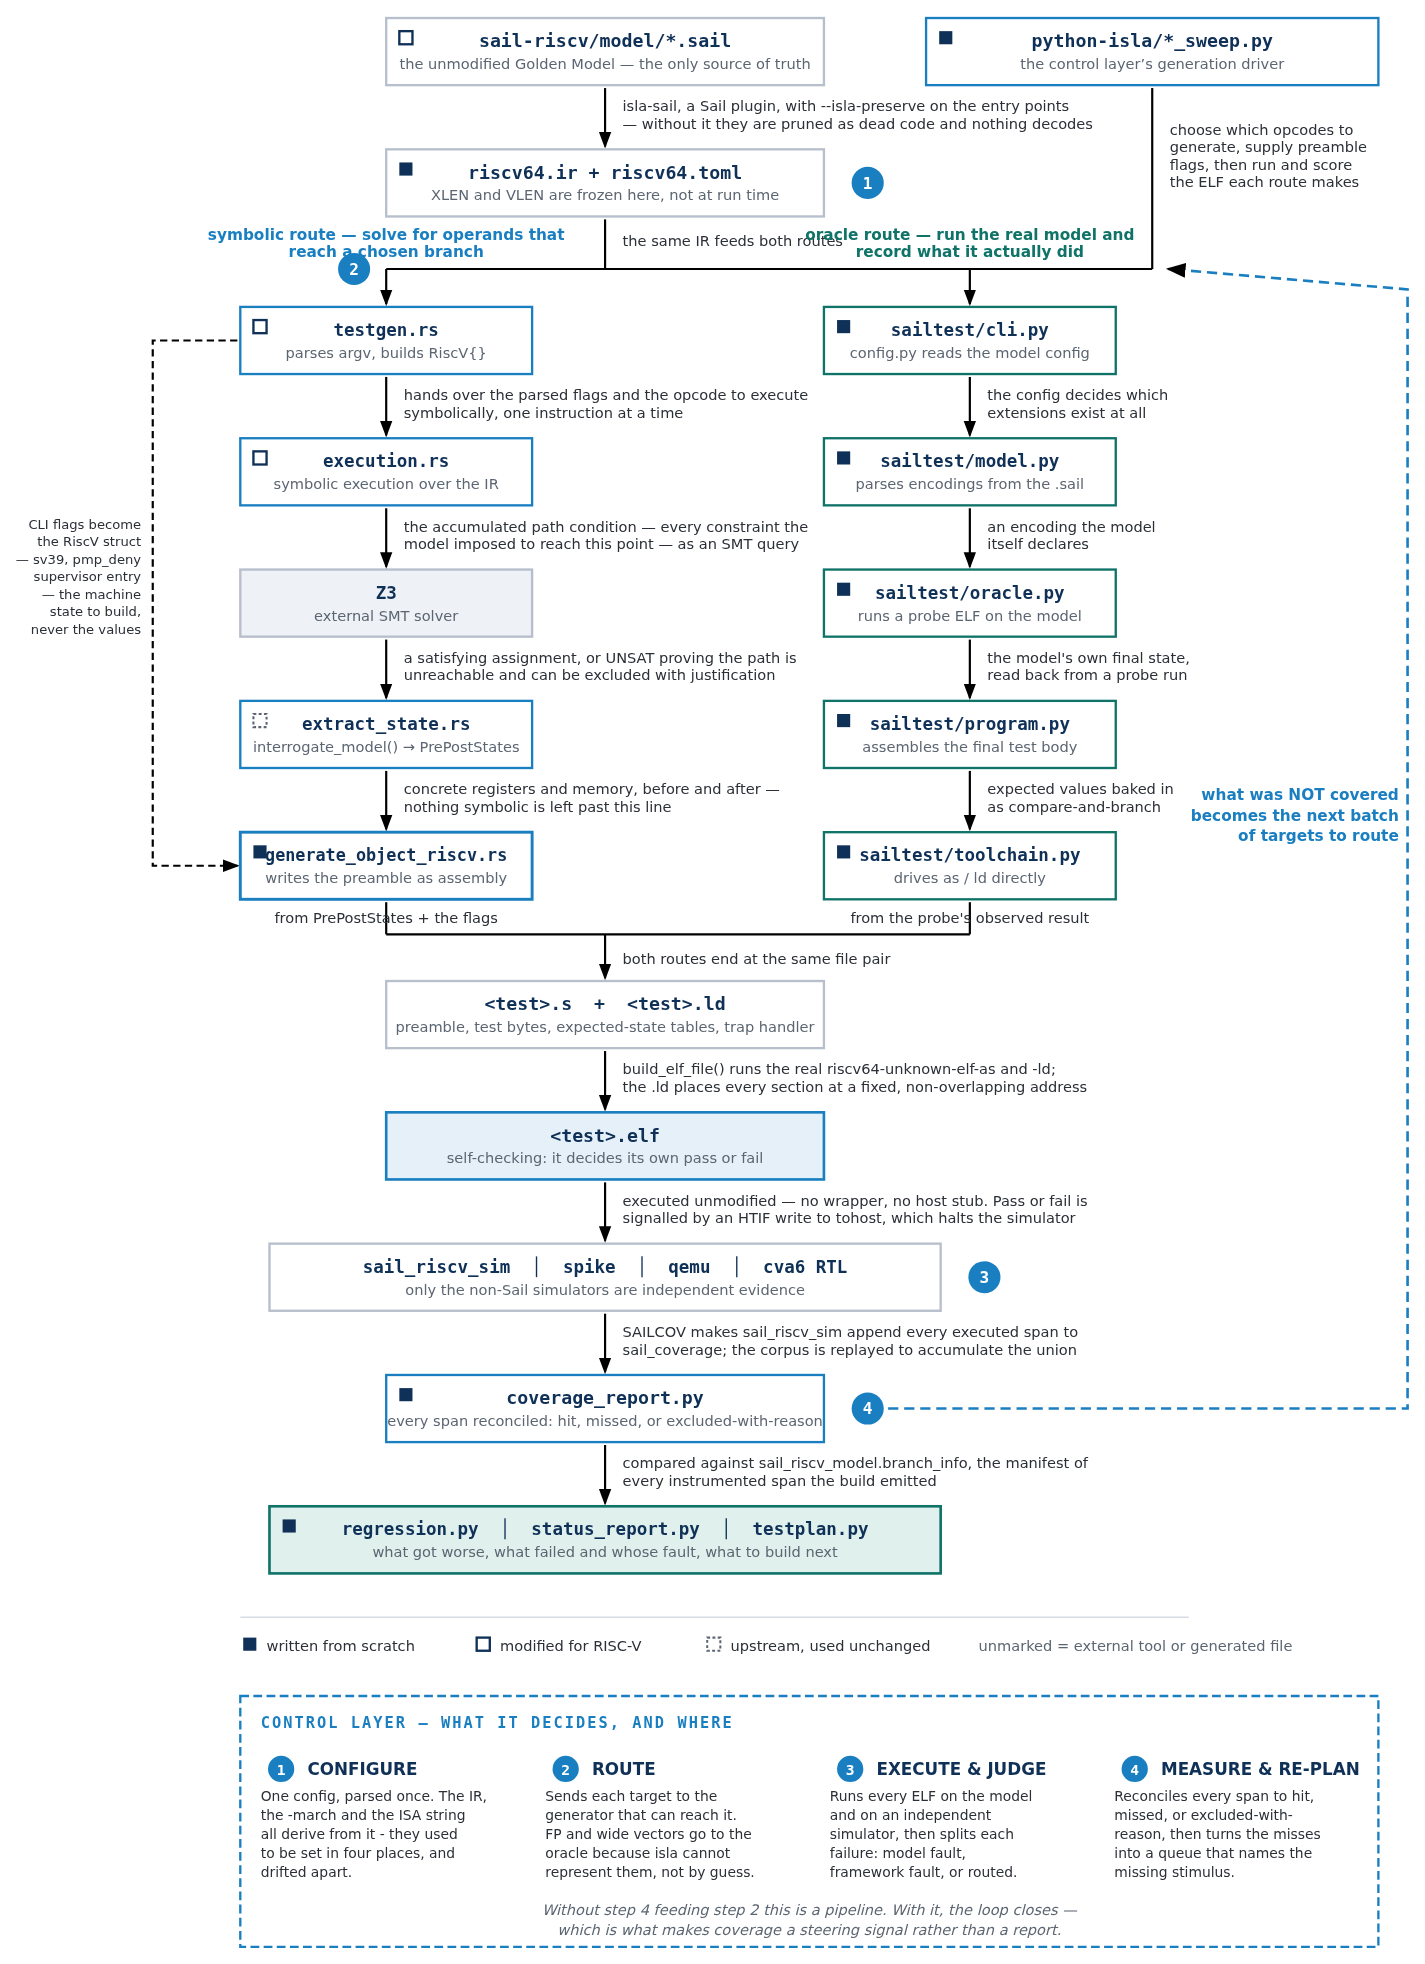 sail-riscv/model/*.sail
the unmodified Golden Model — the only source of truth
python-isla/*_sweep.py
the control layer’s generation driver
isla-sail, a Sail plugin, with --isla-preserve on the entry points
— without it they are pruned as dead code and nothing decodes
choose which opcodes to
generate, supply preamble
flags, then run and score
the ELF each route makes
riscv64.ir + riscv64.toml
XLEN and VLEN are frozen here, not at run time
1
symbolic route — solve for operands that
reach a chosen branch
2
the same IR feeds both routes
oracle route — run the real model and
record what it actually did
testgen.rs
parses argv, builds RiscV{}
sailtest/cli.py
config.py reads the model config
hands over the parsed flags and the opcode to execute
symbolically, one instruction at a time
the config decides which
extensions exist at all
execution.rs
symbolic execution over the IR
sailtest/model.py
parses encodings from the .sail
CLI flags become
the RiscV struct
— sv39, pmp_deny
supervisor entry
— the machine
state to build,
never the values
the accumulated path condition — every constraint the
model imposed to reach this point — as an SMT query
an encoding the model
itself declares
Z3
external SMT solver
sailtest/oracle.py
runs a probe ELF on the model
a satisfying assignment, or UNSAT proving the path is
unreachable and can be excluded with justification
the model's own final state,
read back from a probe run
extract_state.rs
interrogate_model() → PrePostStates
sailtest/program.py
assembles the final test body
concrete registers and memory, before and after —
nothing symbolic is left past this line
expected values baked in
as compare-and-branch
what was NOT covered
becomes the next batch
of targets to route
generate_object_riscv.rs
writes the preamble as assembly
sailtest/toolchain.py
drives as / ld directly
from PrePostStates + the flags
from the probe's observed result
both routes end at the same file pair
<test>.s + <test>.ld
preamble, test bytes, expected-state tables, trap handler
build_elf_file() runs the real riscv64-unknown-elf-as and -ld;
the .ld places every section at a fixed, non-overlapping address
<test>.elf
self-checking: it decides its own pass or fail
executed unmodified — no wrapper, no host stub. Pass or fail is
signalled by an HTIF write to tohost, which halts the simulator
sail_riscv_sim │ spike │ qemu │ cva6 RTL
only the non-Sail simulators are independent evidence
3
SAILCOV makes sail_riscv_sim append every executed span to
sail_coverage; the corpus is replayed to accumulate the union
coverage_report.py
every span reconciled: hit, missed, or excluded-with-reason
4
compared against sail_riscv_model.branch_info, the manifest of
every instrumented span the build emitted
regression.py │ status_report.py │ testplan.py
what got worse, what failed and whose fault, what to build next
written from scratch
modified for RISC-V
upstream, used unchanged
unmarked = external tool or generated file
CONTROL LAYER — WHAT IT DECIDES, AND WHERE
1 CONFIGURE
One config, parsed once. The IR,
the -march and the ISA string
all derive from it - they used
to be set in four places, and
drifted apart.
2 ROUTE
Sends each target to the
generator that can reach it.
FP and wide vectors go to the
oracle because isla cannot
represent them, not by guess.
3 EXECUTE & JUDGE
Runs every ELF on the model
and on an independent
simulator, then splits each
failure: model fault,
framework fault, or routed.
4 MEASURE & RE-PLAN
Reconciles every span to hit,
missed, or excluded-with-
reason, then turns the misses
into a queue that names the
missing stimulus.
Without step 4 feeding step 2 this is a pipeline. With it, the loop closes —
which is what makes coverage a steering signal rather than a report.